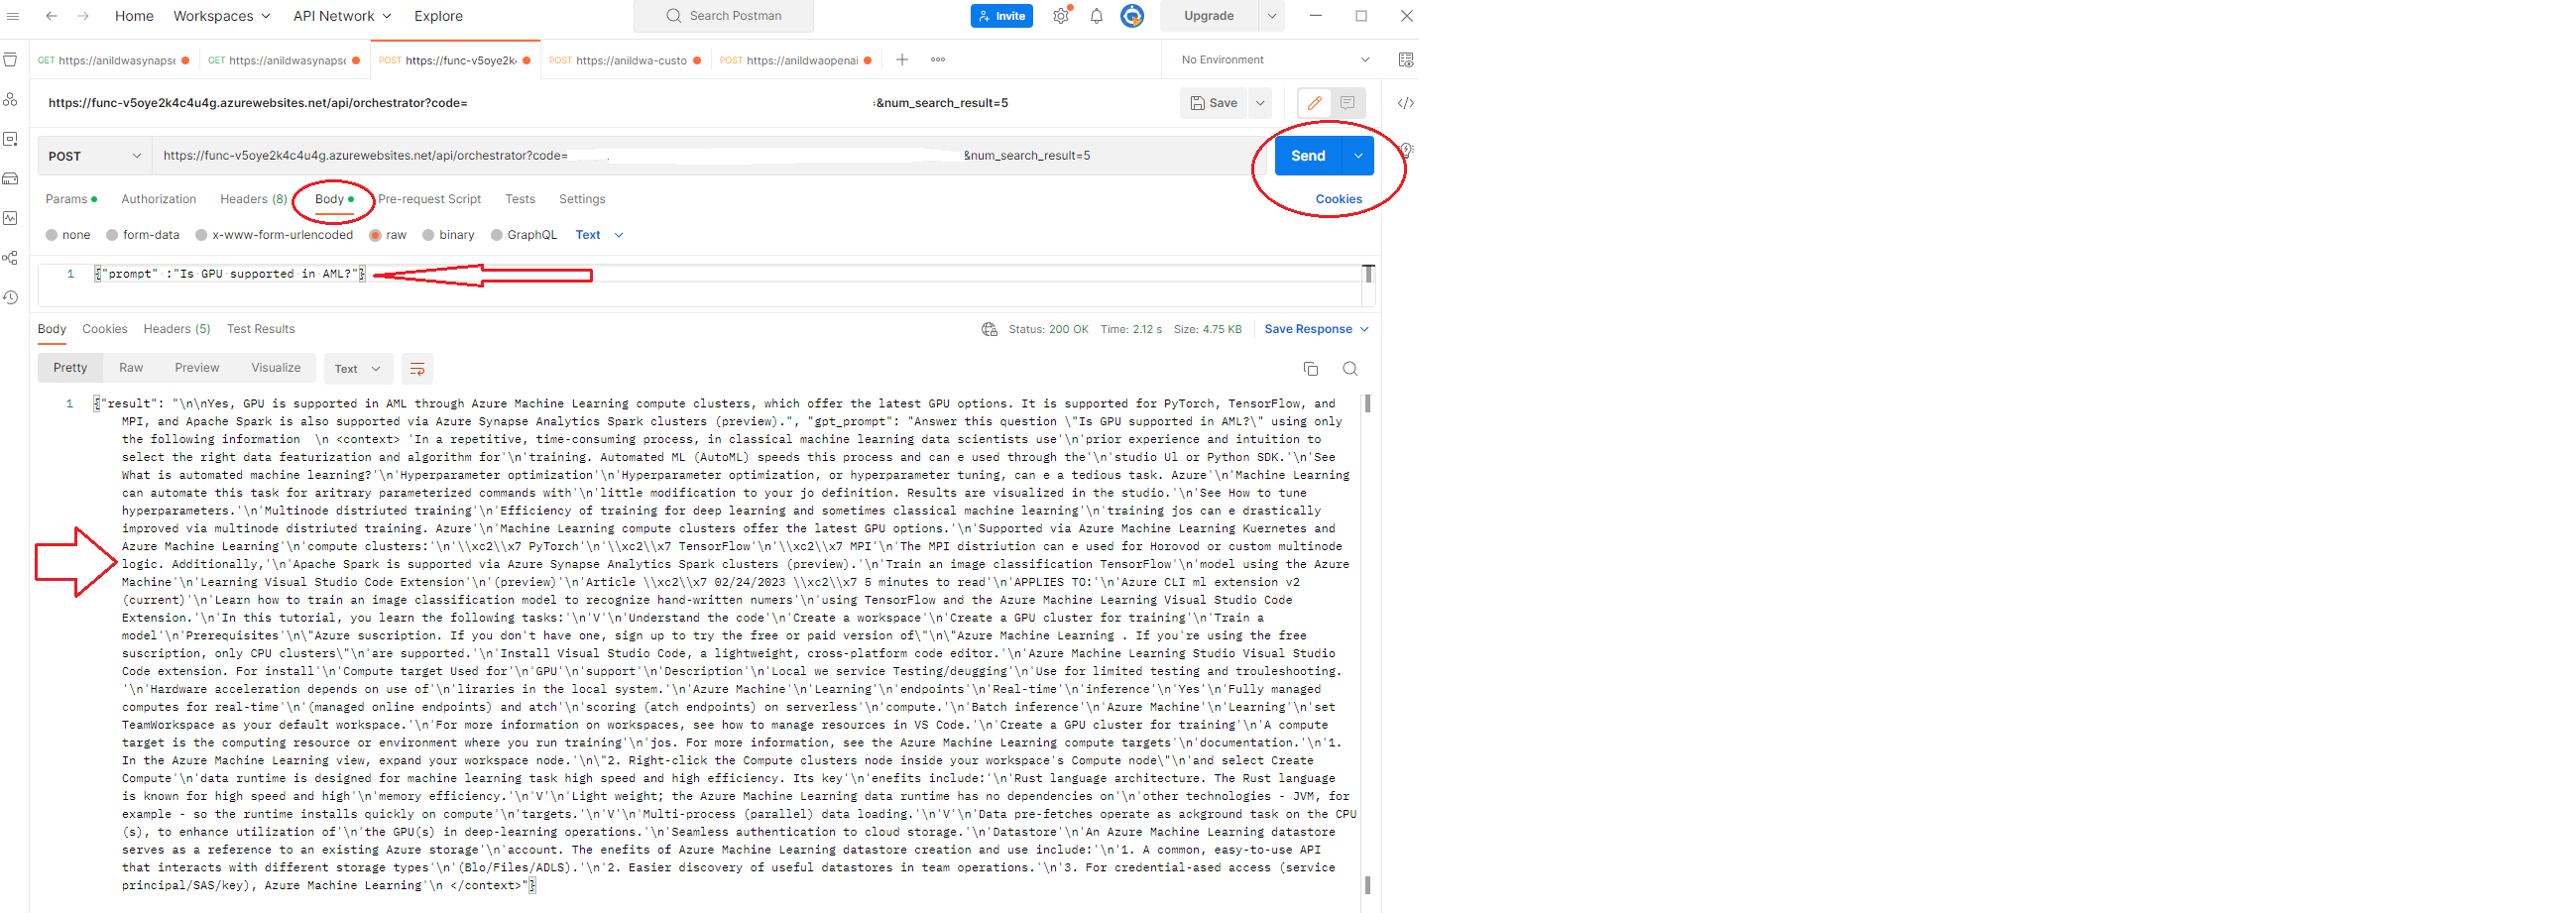 Home Workspaces API Network Explore Search Postman Invite Upgrade
GET https://anildwasynapse GET https://anildwasynapse POST https://func-v5oye2k4 POST https://anildwa-custo POST https://anildwaopenai No Environment
https://func-v5oye2k4c4u4g.azurewebsites.net/api/orchestrator?code= :&num_search_result=5 Save
POST https://func-v5oye2k4c4u4g.azurewebsites.net/api/orchestrator?code= &num_search_result=5 Send
Params Authorization Headers (8) Body Pre-request Script Tests Settings Cookies
none form-data x-www-form-urlencoded raw binary GraphQL Text
1 {"prompt" :"Is GPU supported in AML?"}
Body Cookies Headers (5) Test Results Status: 200 OK Time: 2.12 s Size: 4.75 KB Save Response
Pretty Raw Preview Visualize Text
1 {"result": "\n\nYes, GPU is supported in AML through Azure Machine Learning compute clusters, which offer the latest GPU options. It is supported for PyTorch, TensorFlow, and
MPI, and Apache Spark is also supported via Azure Synapse Analytics Spark clusters (preview).", "gpt_prompt": "Answer this question \"Is GPU supported in AML?\" using only
the following information  \n <context> 'In a repetitive, time-consuming process, in classical machine learning data scientists use'\n'prior experience and intuition to
select the right data featurization and algorithm for'\n'training. Automated ML (AutoML) speeds this process and can e used through the'\n'studio Ul or Python SDK.'\n'See
What is automated machine learning?'\n'Hyperparameter optimization'\n'Hyperparameter optimization, or hyperparameter tuning, can e a tedious task. Azure'\n'Machine Learning
can automate this task for aritrary parameterized commands with'\n'little modification to your jo definition. Results are visualized in the studio.'\n'See How to tune
hyperparameters.'\n'Multinode distriuted training'\n'Efficiency of training for deep learning and sometimes classical machine learning'\n'training jos can e drastically
improved via multinode distriuted training. Azure'\n'Machine Learning compute clusters offer the latest GPU options.'\n'Supported via Azure Machine Learning Kuernetes and
Azure Machine Learning'\n'compute clusters:'\n'\\xc2\\x7 PyTorch'\n'\\xc2\\x7 TensorFlow'\n'\\xc2\\x7 MPI'\n'The MPI distriution can e used for Horovod or custom multinode
logic. Additionally,'\n'Apache Spark is supported via Azure Synapse Analytics Spark clusters (preview).'\n'Train an image classification TensorFlow'\n'model using the Azure
Machine'\n'Learning Visual Studio Code Extension'\n'(preview)'\n'Article \\xc2\\x7 02/24/2023 \\xc2\\x7 5 minutes to read'\n'APPLIES TO:'\n'Azure CLI ml extension v2
(current)'\n'Learn how to train an image classification model to recognize hand-written numers'\n'using TensorFlow and the Azure Machine Learning Visual Studio Code
Extension.'\n'In this tutorial, you learn the following tasks:'\n'V'\n'Understand the code'\n'Create a workspace'\n'Create a GPU cluster for training'\n'Train a
model'\n'Prerequisites'\n\"Azure suscription. If you don't have one, sign up to try the free or paid version of\"\n\"Azure Machine Learning . If you're using the free
suscription, only CPU clusters\"\n'are supported.'\n'Install Visual Studio Code, a lightweight, cross-platform code editor.'\n'Azure Machine Learning Studio Visual Studio
Code extension. For install'\n'Compute target Used for'\n'GPU'\n'support'\n'Description'\n'Local we service Testing/deugging'\n'Use for limited testing and trouleshooting.
'\n'Hardware acceleration depends on use of'\n'liraries in the local system.'\n'Azure Machine'\n'Learning'\n'endpoints'\n'Real-time'\n'inference'\n'Yes'\n'Fully managed
computes for real-time'\n'(managed online endpoints) and atch'\n'scoring (atch endpoints) on serverless'\n'compute.'\n'Batch inference'\n'Azure Machine'\n'Learning'\n'set
TeamWorkspace as your default workspace.'\n'For more information on workspaces, see how to manage resources in VS Code.'\n'Create a GPU cluster for training'\n'A compute
target is the computing resource or environment where you run training'\n'jos. For more information, see the Azure Machine Learning compute targets'\n'documentation.'\n'1.
In the Azure Machine Learning view, expand your workspace node.'\n\"2. Right-click the Compute clusters node inside your workspace's Compute node\"\n'and select Create
Compute'\n'data runtime is designed for machine learning task high speed and high efficiency. Its key'\n'enefits include:'\n'Rust language architecture. The Rust language
is known for high speed and high'\n'memory efficiency.'\n'V'\n'Light weight; the Azure Machine Learning data runtime has no dependencies on'\n'other technologies - JVM, for
example - so the runtime installs quickly on compute'\n'targets.'\n'V'\n'Multi-process (parallel) data loading.'\n'V'\n'Data pre-fetches operate as ackground task on the CPU
(s), to enhance utilization of'\n'the GPU(s) in deep-learning operations.'\n'Seamless authentication to cloud storage.'\n'Datastore'\n'An Azure Machine Learning datastore
serves as a reference to an existing Azure storage'\n'account. The enefits of Azure Machine Learning datastore creation and use include:'\n'1. A common, easy-to-use API
that interacts with different storage types'\n'(Blo/Files/ADLS).'\n'2. Easier discovery of useful datastores in team operations.'\n'3. For credential-ased access (service
principal/SAS/key), Azure Machine Learning'\n </context>"}